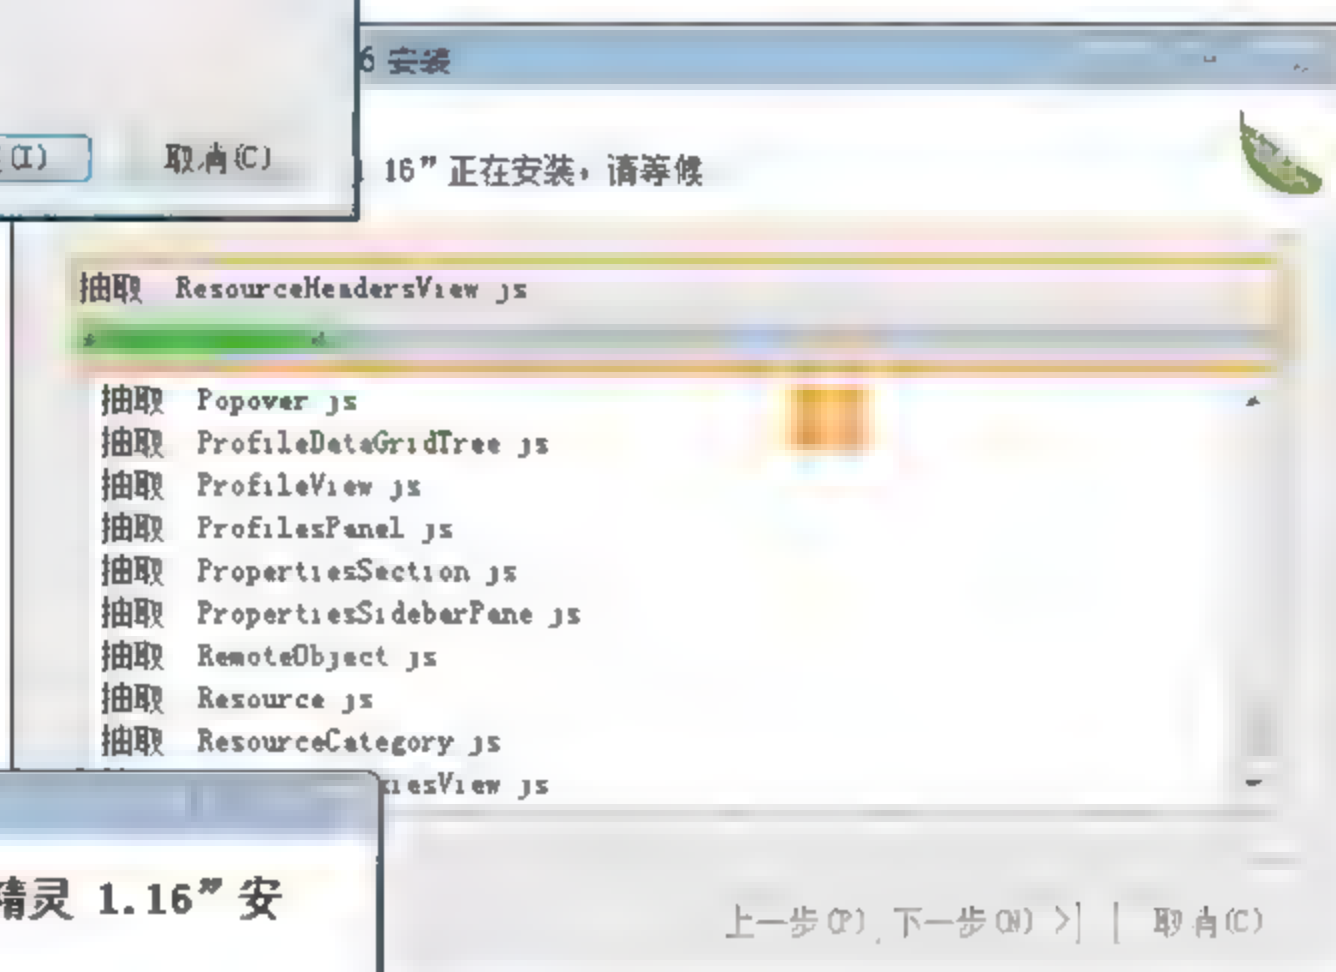 6 安装
(I) 取消(C)
16”正在安装，请等候
抽取 ResourceHeadersView js
抽取 Popover js
抽取 ProfileDataGridTree js
抽取 ProfileView js
抽取 ProfilesPanel js
抽取 PropertiesSection js
抽取 PropertiesSidebarPane js
抽取 RemoteObject js
抽取 Resource js
抽取 ResourceCategory js
kiesView js
精灵 1.16” 安
上一步(P) 下一步(N) > 取消(C)